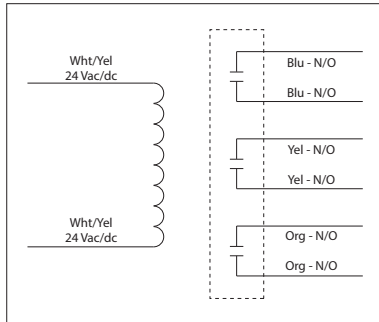 Wht/Yel
24 Vac/dc
Blu - N/O
Blu - N/O
Yel - N/O
Yel - N/O
Wht/Yel
24 Vac/dc
Org - N/O
Org - N/O